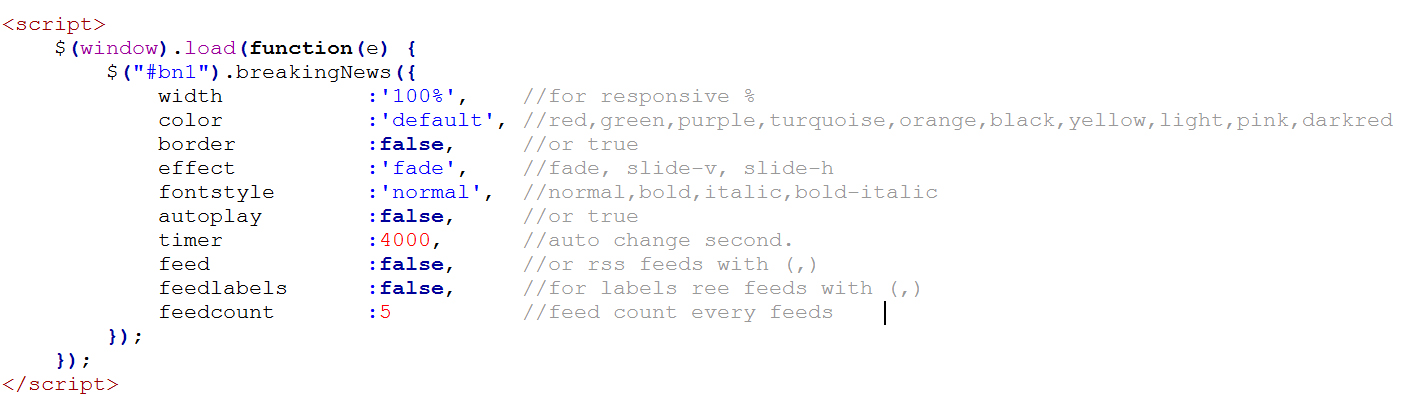 <script>
    $(window).load(function(e) {
        $("#bn1").breakingNews({
            width           :'100%',    //for responsive %
            color           :'default', //red,green,purple,turquoise,orange,black,yellow,light,pink,darkred
            border          :false,     //or true
            effect          :'fade',    //fade, slide-v, slide-h
            fontstyle       :'normal',  //normal,bold,italic,bold-italic
            autoplay        :false,     //or true
            timer           :4000,      //auto change second.
            feed            :false,     //or rss feeds with (,)
            feedlabels      :false,     //for labels ree feeds with (,)
            feedcount       :5          //feed count every feeds
        });
    });
</script>